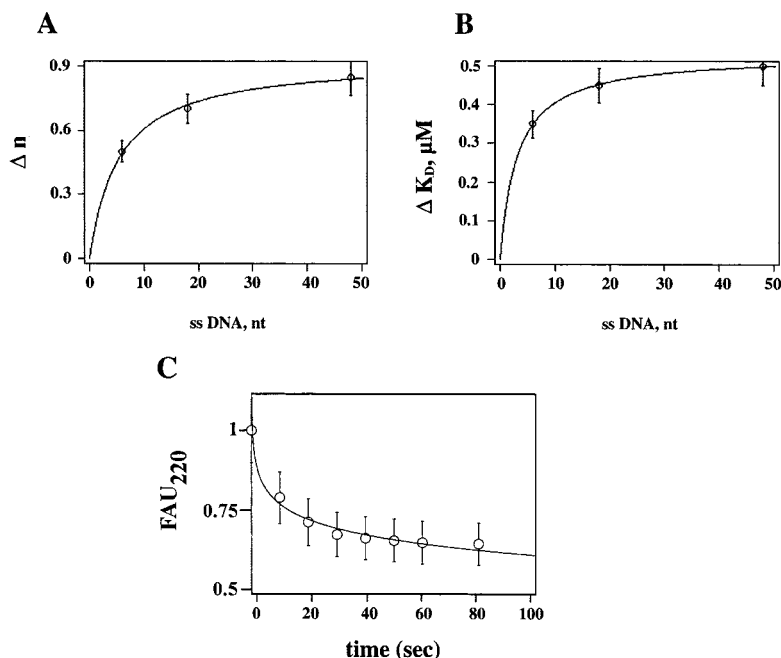 A
0.9
0.6
0.3
0
Δ n
0 10 20 30 40 50
ss DNA, nt
B
0.5
0.4
0.3
0.2
0.1
0
Δ K_D, μM
0 10 20 30 40 50
ss DNA, nt
C
1
0.75
0.5
FAU_220
0 20 40 60 80 100
time (sec)